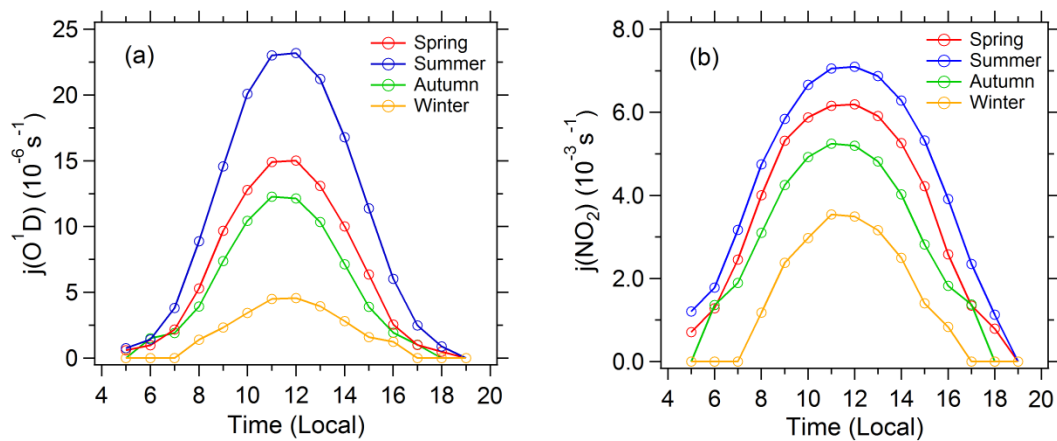 (a)
Spring
Summer
Autumn
Winter
25
20
15
10
5
0
j(O¹D) (10⁻⁶ s⁻¹)
4 6 8 10 12 14 16 18 20
Time (Local)
(b)
Spring
Summer
Autumn
Winter
8.0
6.0
4.0
2.0
0.0
j(NO₂) (10⁻³ s⁻¹)
4 6 8 10 12 14 16 18 20
Time (Local)